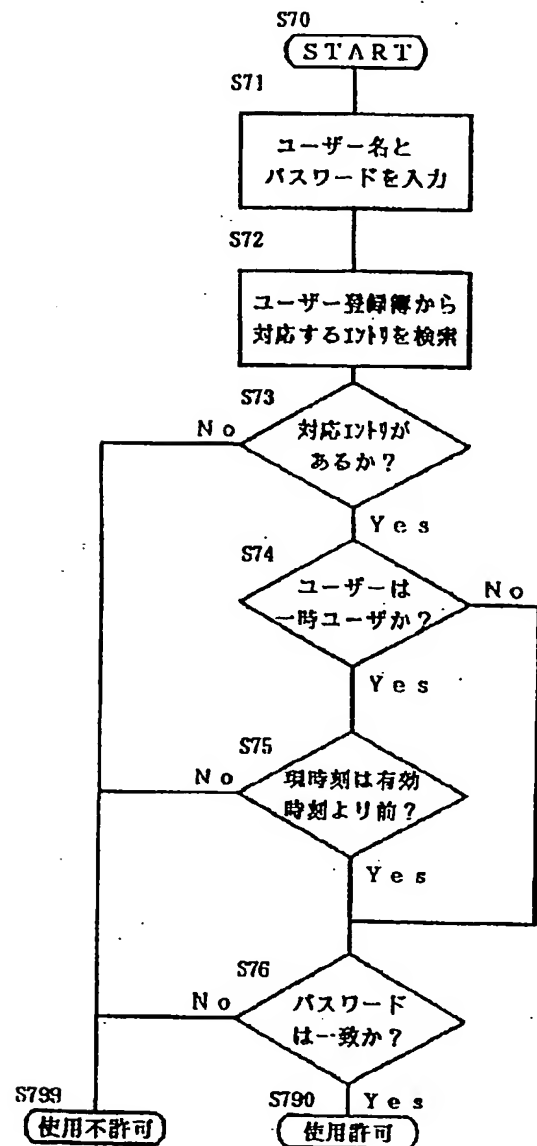 S70
START
S71
ユーザー名と
パスワードを入力
S72
ユーザー登録簿から
対応するエントリを検索
S73
No
対応エントリが
あるか?
Yes
S74
ユーザーは
一時ユーザか?
No
Yes
S75
No
現時刻は有効
時刻より前?
Yes
S76
No
パスワード
は一致か?
S799
使用不許可
S790
Yes
使用許可